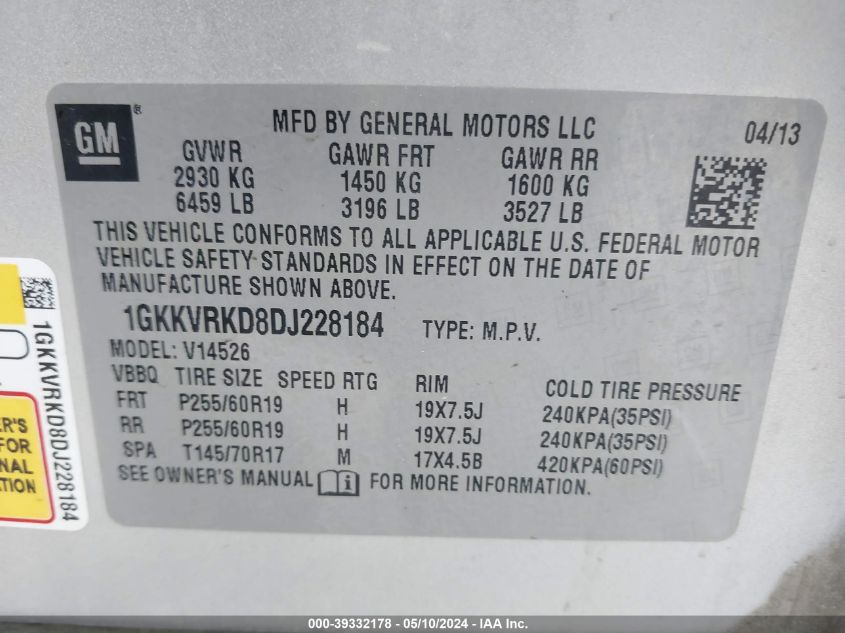 GM ®
MFD BY GENERAL MOTORS LLC
04/13
GVWR GAWR FRT GAWR RR
2930 KG 1450 KG 1600 KG
6459 LB 3196 LB 3527 LB
THIS VEHICLE CONFORMS TO ALL APPLICABLE U.S. FEDERAL MOTOR
VEHICLE SAFETY STANDARDS IN EFFECT ON THE DATE OF
MANUFACTURE SHOWN ABOVE.
1GKKVRKD8DJ228184 TYPE: M.P.V.
MODEL: V14526
VBBQ TIRE SIZE SPEED RTG RIM COLD TIRE PRESSURE
FRT P255/60R19 H 19X7.5J 240KPA(35PSI)
RR P255/60R19 H 19X7.5J 240KPA(35PSI)
SPA T145/70R17 M 17X4.5B 420KPA(60PSI)
SEE OWNER'S MANUAL i FOR MORE INFORMATION.
1GKKVRKD8DJ228184
FOR
000-39332178 - 05/10/2024 - IAA Inc.